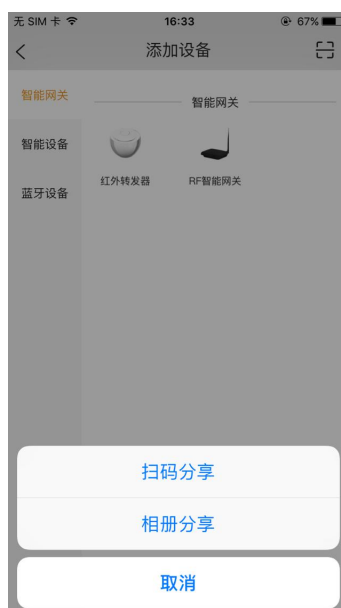 无 SIM 卡 16:33 67%
添加设备
智能网关
智能网关
智能设备
红外转发器 RF智能网关
蓝牙设备
扫码分享
相册分享
取消